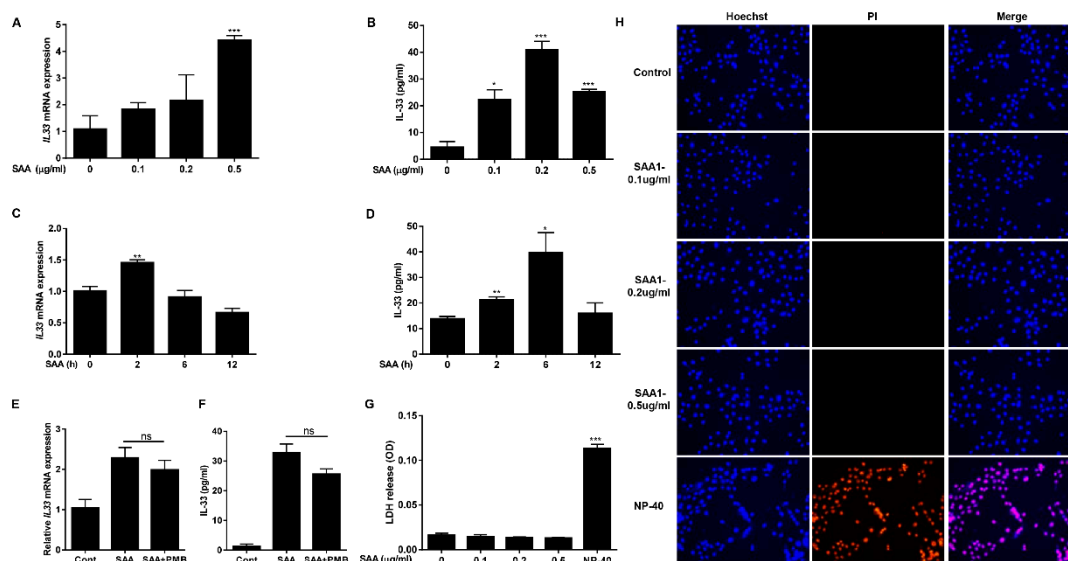 A
IL33 mRNA expression
5
4
3
2
1
0
***
SAA (μg/ml) 0 0.1 0.2 0.5
B
IL-33 (pg/ml)
50
40
30
20
10
0
* *** ***
SAA (μg/ml) 0 0.1 0.2 0.5
C
IL33 mRNA expression
2.0
1.5
1.0
0.5
0.0
**
SAA (h) 0 2 6 12
D
IL-33 (pg/ml)
50
40
30
20
10
0
** *
SAA (h) 0 2 6 12
E
Relative IL33 mRNA expression
3
2
1
0
ns
Cont SAA SAA+PMB
F
IL-33 (pg/ml)
40
30
20
10
0
ns
Cont SAA SAA+PMB
G
LDH release (OD)
0.15
0.10
0.05
0.00
***
SAA (ug/ml) 0 0.1 0.2 0.5 NP-40
H
Hoechst PI Merge
Control
SAA1-
0.1ug/ml
SAA1-
0.2ug/ml
SAA1-
0.5ug/ml
NP-40